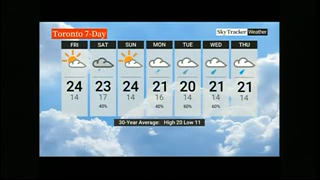 Toronto 7-Day
SkyTracker Weather
FRI SAT SUN MON TUE WED THU
24 23 24 21 20 21 21
14 17 14 16 14 14 14
40% 40% 60% 60%
30-Year Average: High 20 Low 11